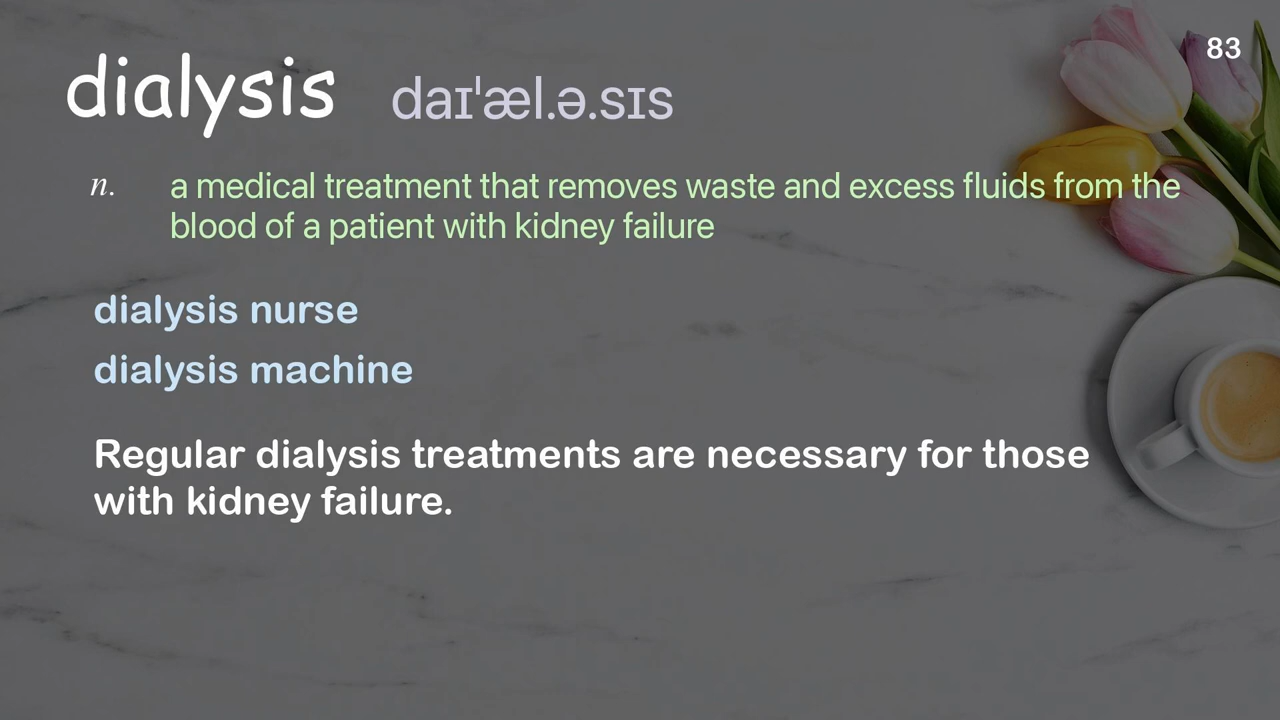 83
dialysis daɪˈæl.ə.sɪs
n. a medical treatment that removes waste and excess fluids from the
blood of a patient with kidney failure
dialysis nurse
dialysis machine
Regular dialysis treatments are necessary for those
with kidney failure.